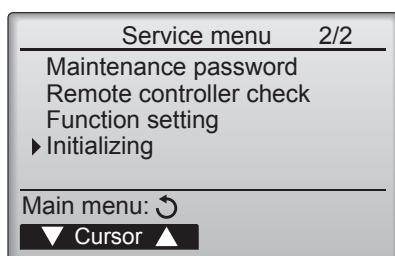 Service menu 2/2
Maintenance password
Remote controller check
Function setting
Initializing
Main menu:
Cursor